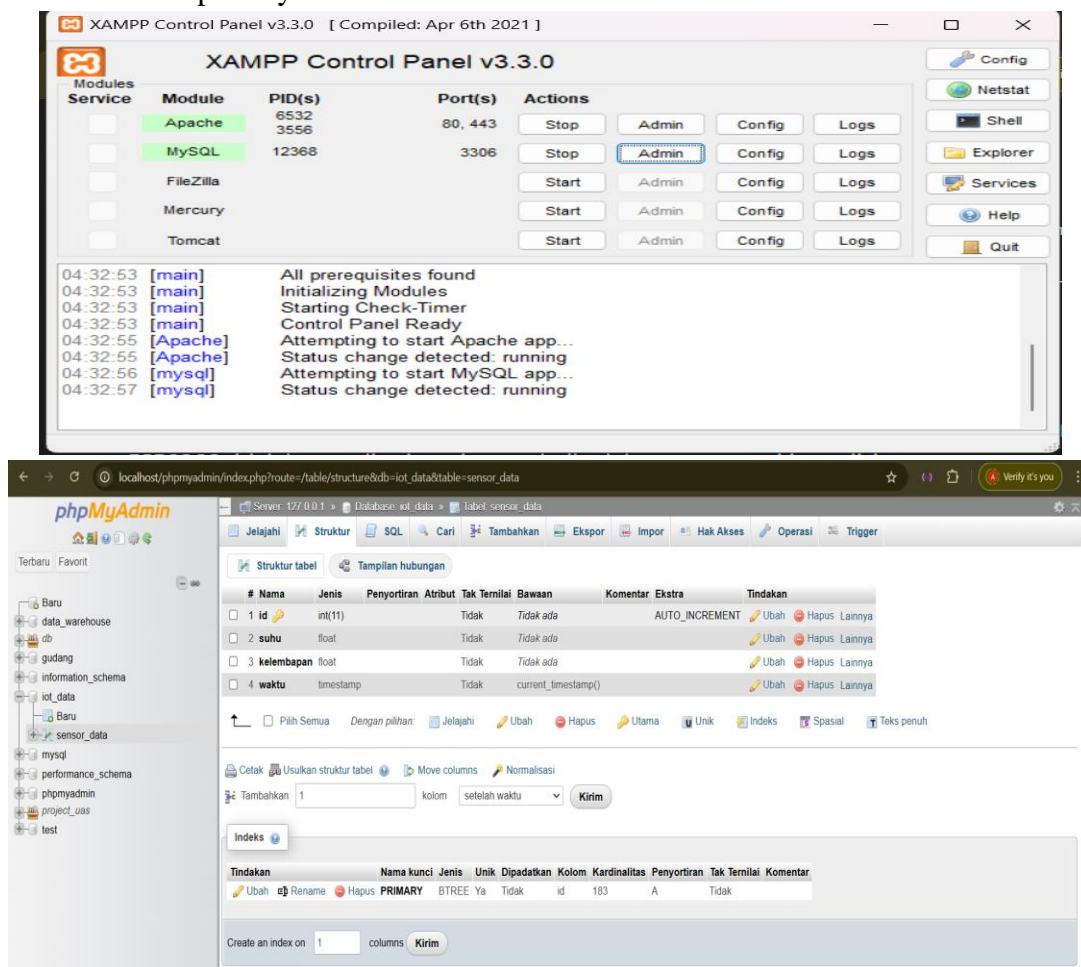 XAMPP Control Panel v3.3.0 [ Compiled: Apr 6th 2021 ]
XAMPP Control Panel v3.3.0
Config
Modules
Service Module PID(s) Port(s) Actions
Netstat
Apache 6532 3556 80, 443 Stop Admin Config Logs
Shell
MySQL 12368 3306 Stop Admin Config Logs
Explorer
FileZilla Start Admin Config Logs
Services
Mercury Start Admin Config Logs
Help
Tomcat Start Admin Config Logs
Quit
04:32:53 [main] All prerequisites found
04:32:53 [main] Initializing Modules
04:32:53 [main] Starting Check-Timer
04:32:53 [main] Control Panel Ready
04:32:55 [Apache] Attempting to start Apache app...
04:32:55 [Apache] Status change detected: running
04:32:56 [mysql] Attempting to start MySQL app...
04:32:57 [mysql] Status change detected: running
localhost/phpmyadmin/index.php?route=/table/structure&db=iot_data&table=sensor_data
Verify it's you
phpMyAdmin
Terbaru Favorit
Baru
data_warehouse
db
gudang
information_schema
iot_data
Baru
sensor_data
mysql
performance_schema
phpmyadmin
project_uas
test
Server: 127.0.0.1 » Database: iot_data » Tabel: sensor_data
Jelajahi Struktur SQL Cari Tambahkan Ekspor Impor Hak Akses Operasi Trigger
Struktur tabel Tampilan hubungan
# Nama Jenis Penyortiran Atribut Tak Ternilai Bawaan Komentar Ekstra Tindakan
1 id int(11) Tidak Tidak ada AUTO_INCREMENT Ubah Hapus Lainnya
2 suhu float Tidak Tidak ada Ubah Hapus Lainnya
3 kelembapan float Tidak Tidak ada Ubah Hapus Lainnya
4 waktu timestamp Tidak current_timestamp() Ubah Hapus Lainnya
Pilih Semua Dengan pilihan: Jelajahi Ubah Hapus Utama Unik Indeks Spasial Teks penuh
Cetak Usulkan struktur tabel Move columns Normalisasi
Tambahkan 1 kolom setelah waktu Kirim
Indeks
Tindakan Nama kunci Jenis Unik Dipadatkan Kolom Kardinalitas Penyortiran Tak Ternilai Komentar
Ubah Rename Hapus PRIMARY BTREE Ya Tidak id 183 A Tidak
Create an index on 1 columns Kirim